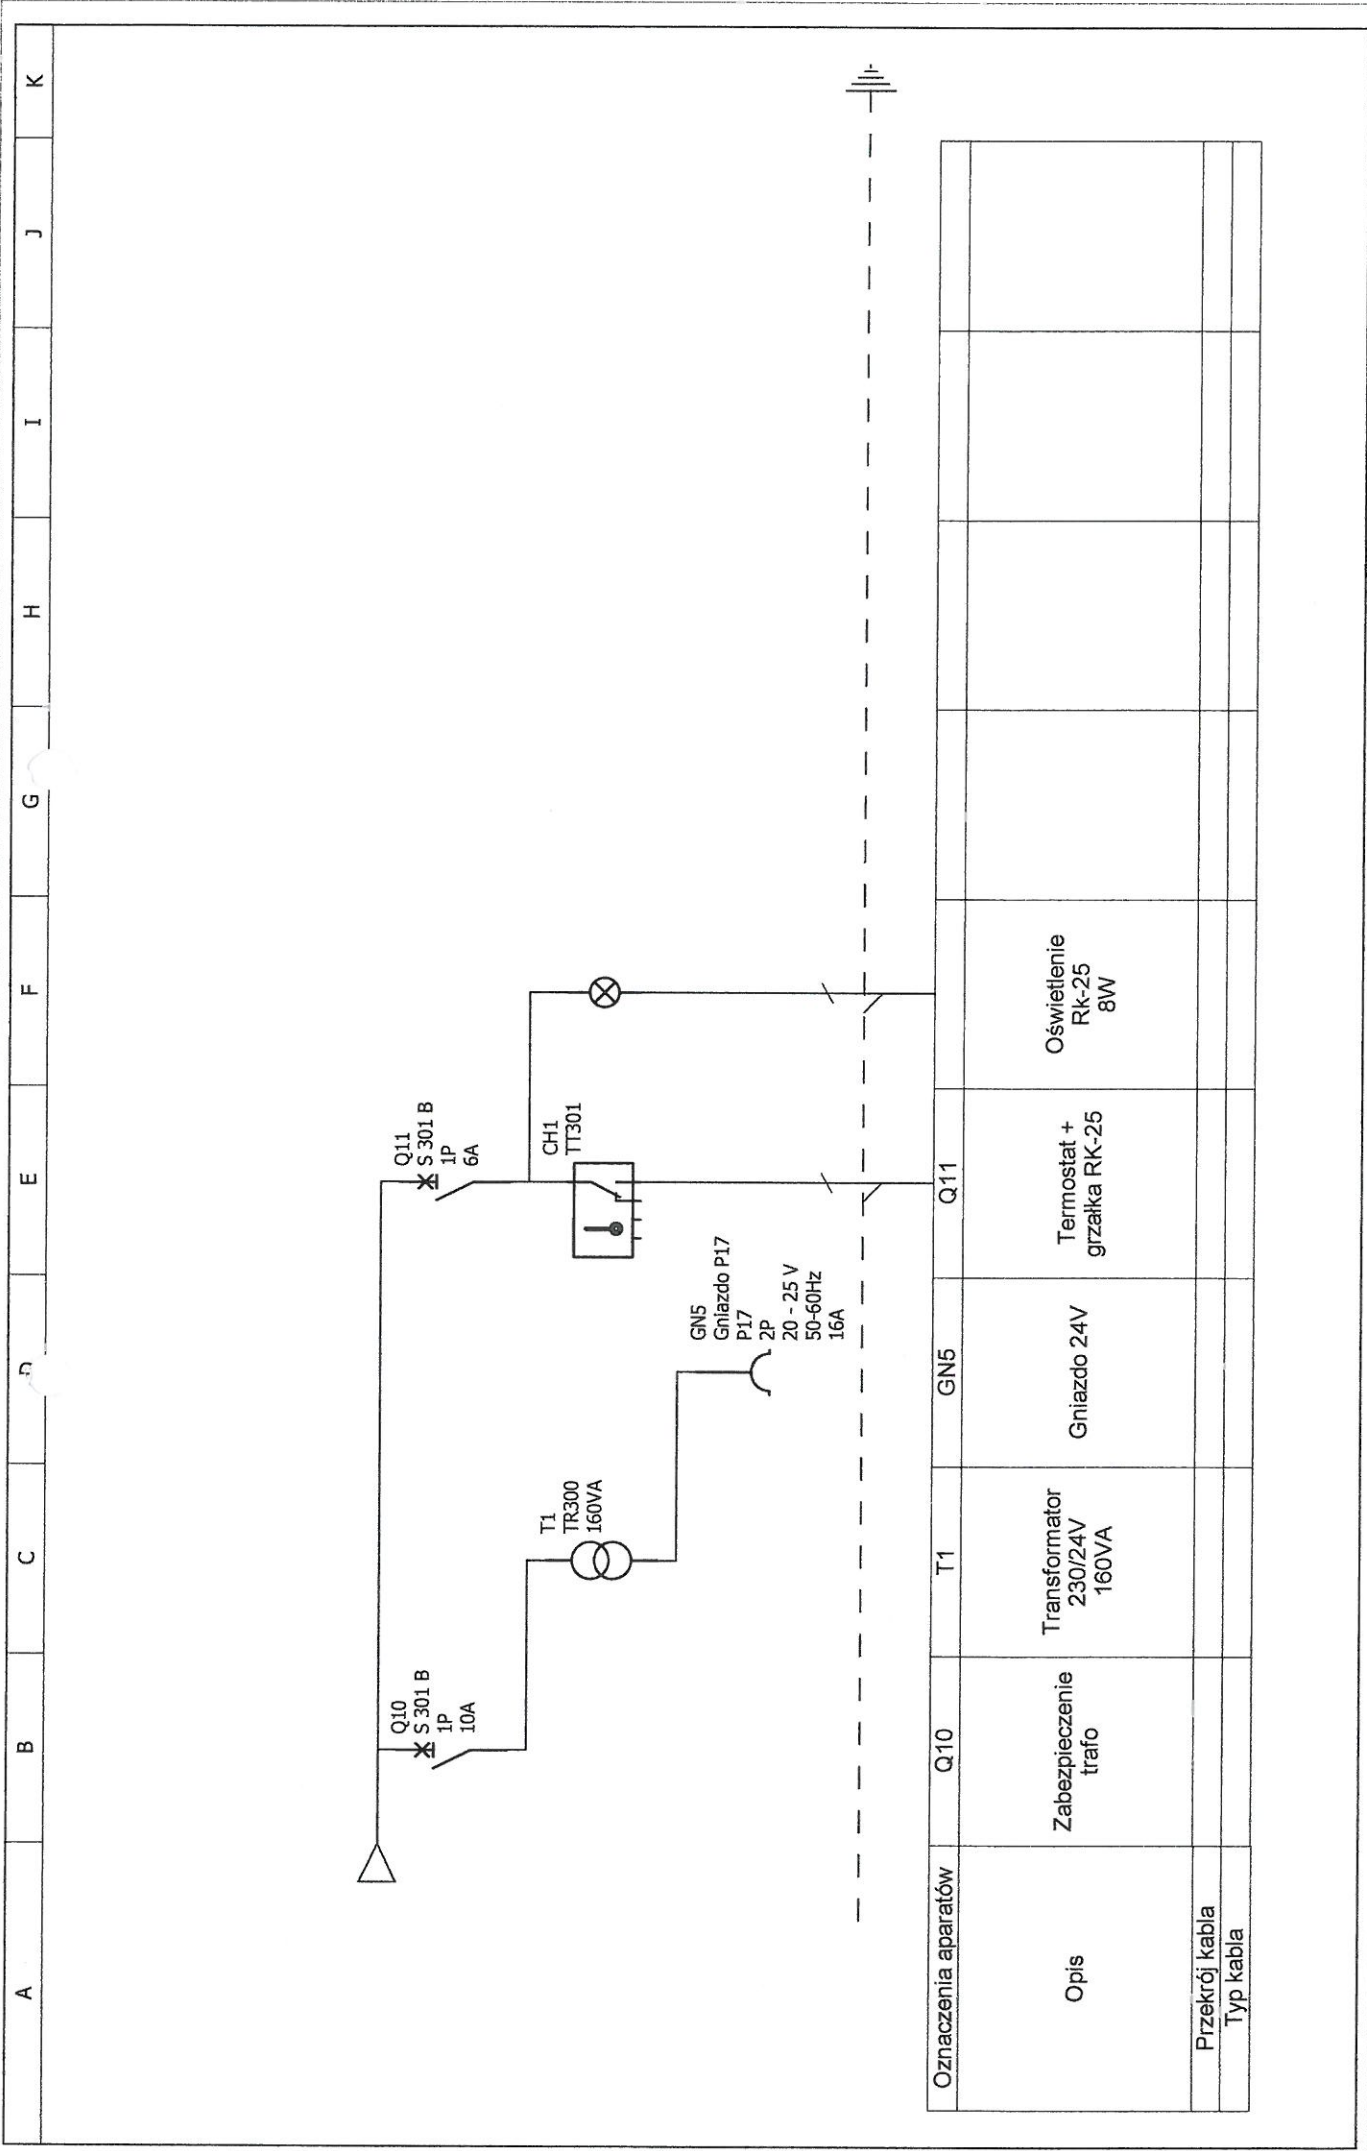 A
B
C
D
E
F
G
H
I
J
K
Q10
S 301 B
1P
10A
T1
TR300
160VA
GN5
Gniazdo P17
P17
2P
20 - 25 V
50-60Hz
16A
Q11
S 301 B
1P
6A
CH1
TT301
Oznaczenia aparatów
Q10
T1
GN5
Q11
Opis
Zabezpieczenie
trafo
Transformator
230/24V
160VA
Gniazdo 24V
Termostat +
grzałka RK-25
Oświetlenie
Rk-25
8W
Przekrój kabla
Typ kabla